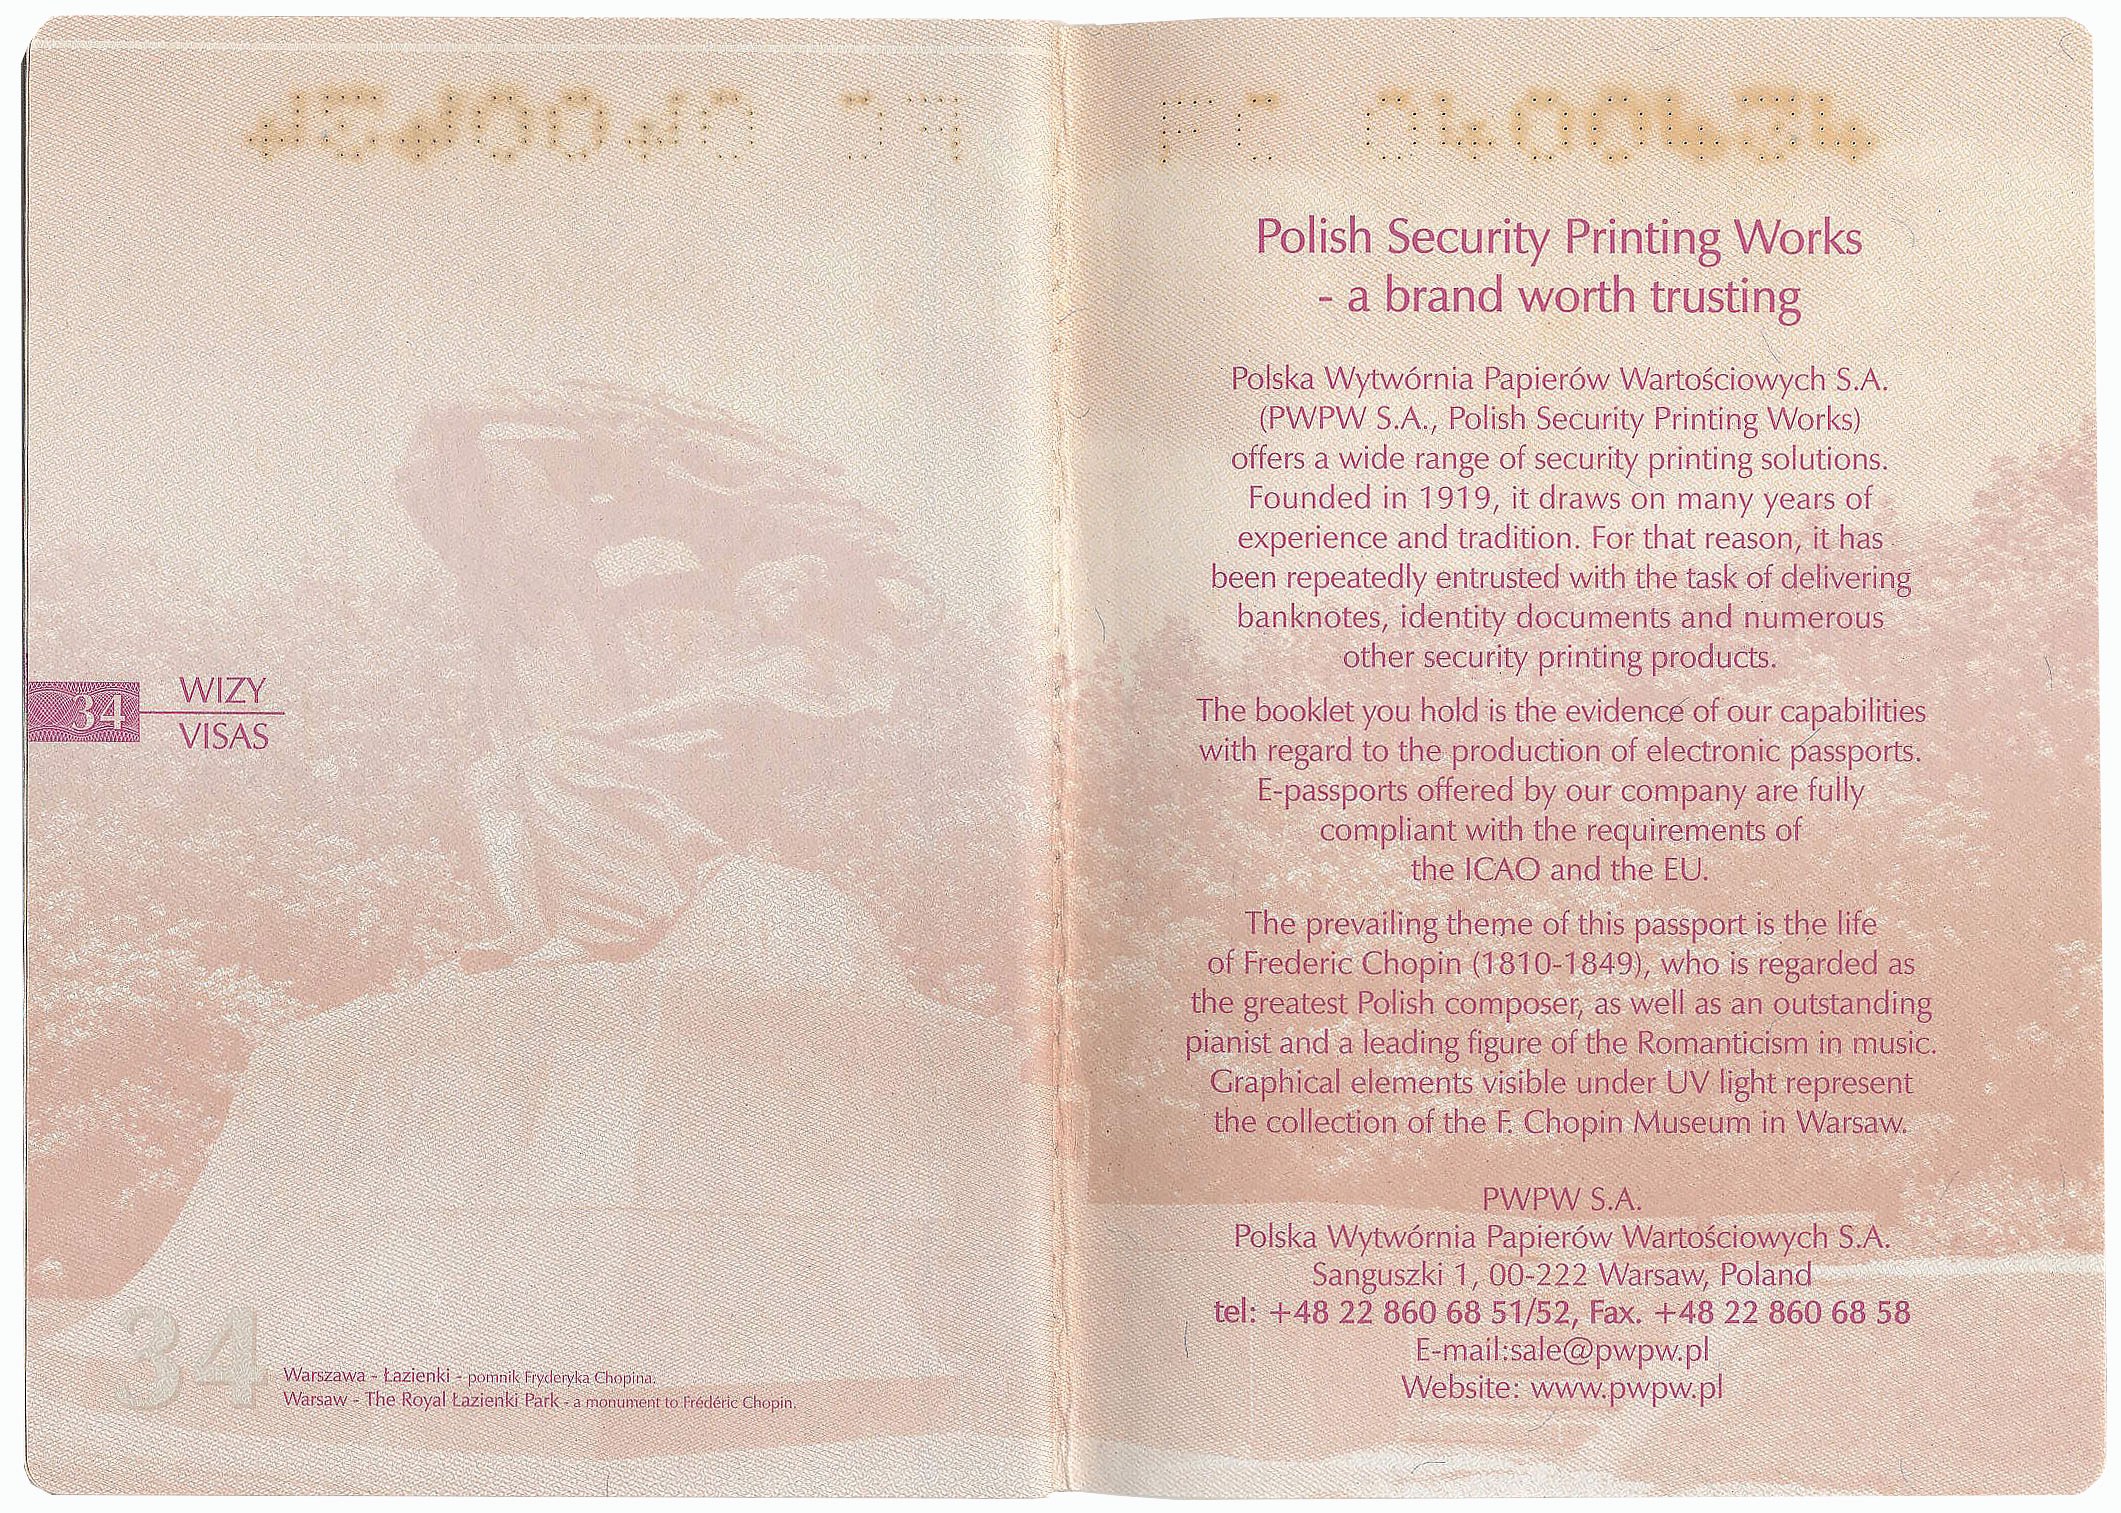 34
WIZY
VISAS
34
Warszawa - Łazienki - pomnik Fryderyka Chopina.
Warsaw - The Royal Łazienki Park - a monument to Frédéric Chopin.
Polish Security Printing Works
- a brand worth trusting
Polska Wytwórnia Papierów Wartościowych S.A.
(PWPW S.A., Polish Security Printing Works)
offers a wide range of security printing solutions.
Founded in 1919, it draws on many years of
experience and tradition. For that reason, it has
been repeatedly entrusted with the task of delivering
banknotes, identity documents and numerous
other security printing products.
The booklet you hold is the evidence of our capabilities
with regard to the production of electronic passports.
E-passports offered by our company are fully
compliant with the requirements of
the ICAO and the EU.
The prevailing theme of this passport is the life
of Frederic Chopin (1810-1849), who is regarded as
the greatest Polish composer, as well as an outstanding
pianist and a leading figure of the Romanticism in music.
Graphical elements visible under UV light represent
the collection of the F. Chopin Museum in Warsaw.
PWPW S.A.
Polska Wytwórnia Papierów Wartościowych S.A.
Sanguszki 1, 00-222 Warsaw, Poland
tel: +48 22 860 68 51/52, Fax. +48 22 860 68 58
E-mail:sale@pwpw.pl
Website: www.pwpw.pl